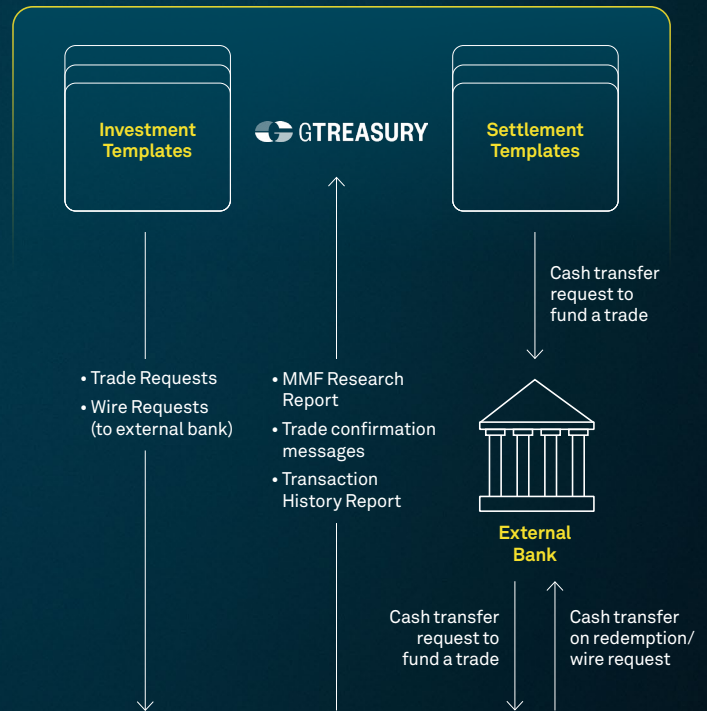 Investment
Templates
GTREASURY
Settlement
Templates
Cash transfer
request to
fund a trade
• Trade Requests
• Wire Requests
(to external bank)
• MMF Research
Report
• Trade confirmation
messages
• Transaction
History Report
External
Bank
Cash transfer
request to
fund a trade
Cash transfer
on redemption/
wire request